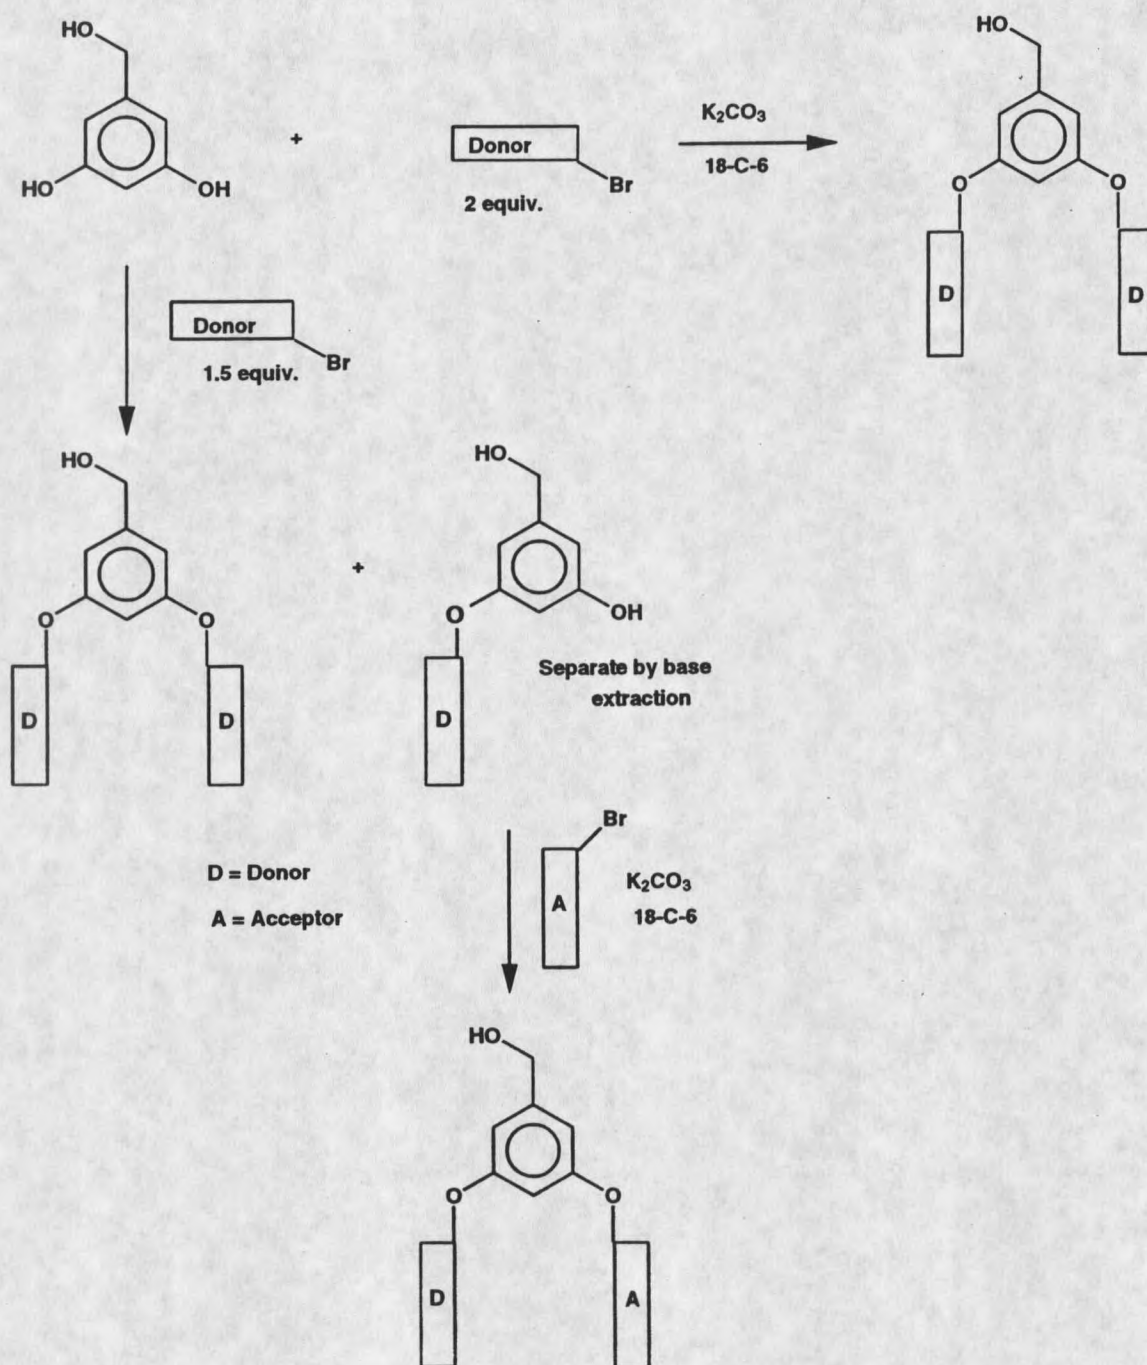 HO
HO
OH
+
Donor
Br
2 equiv.
K₂CO₃
18-C-6
HO
O
O
D
D
Donor
Br
1.5 equiv.
HO
O
O
D
D
+
HO
O
OH
D
Separate by base
extraction
D = Donor
A = Acceptor
Br
A
K₂CO₃
18-C-6
HO
O
O
D
A